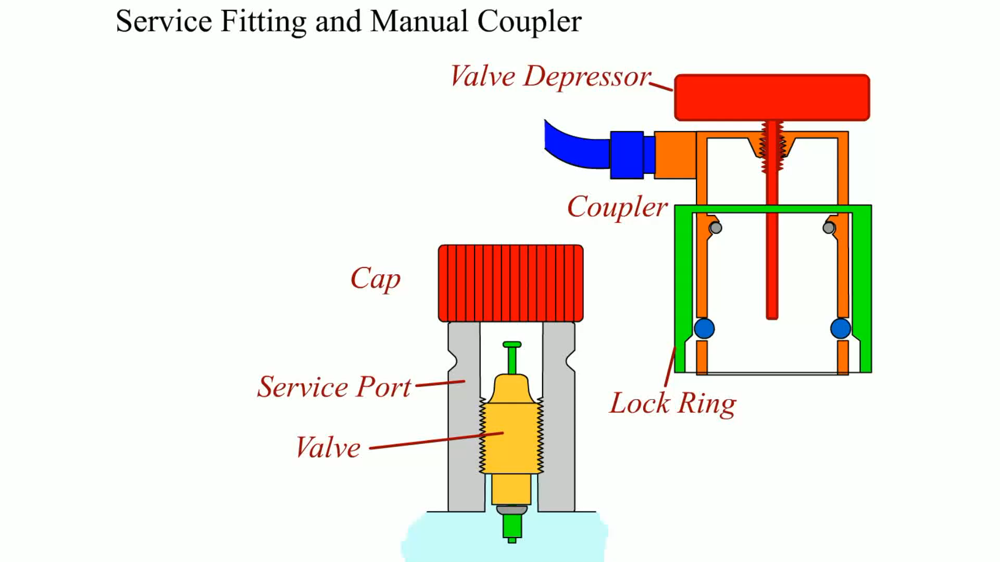 Service Fitting and Manual Coupler
Valve Depressor
Coupler
Cap
Service Port
Lock Ring
Valve